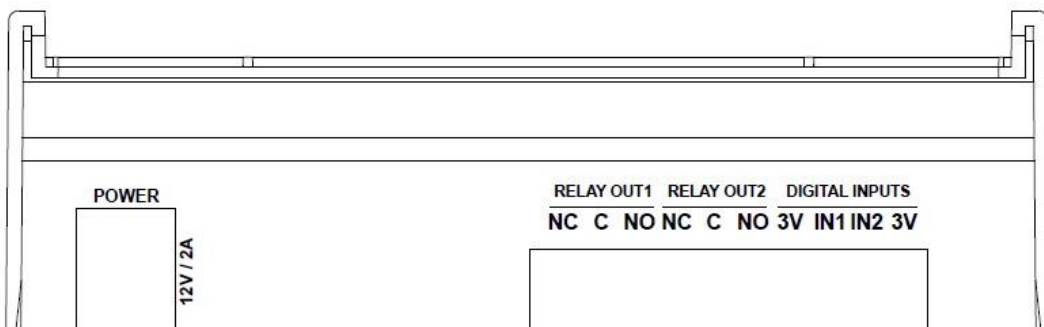 POWER
12V / 2A
RELAY OUT1 RELAY OUT2 DIGITAL INPUTS
NC C NO NC C NO 3V IN1 IN2 3V